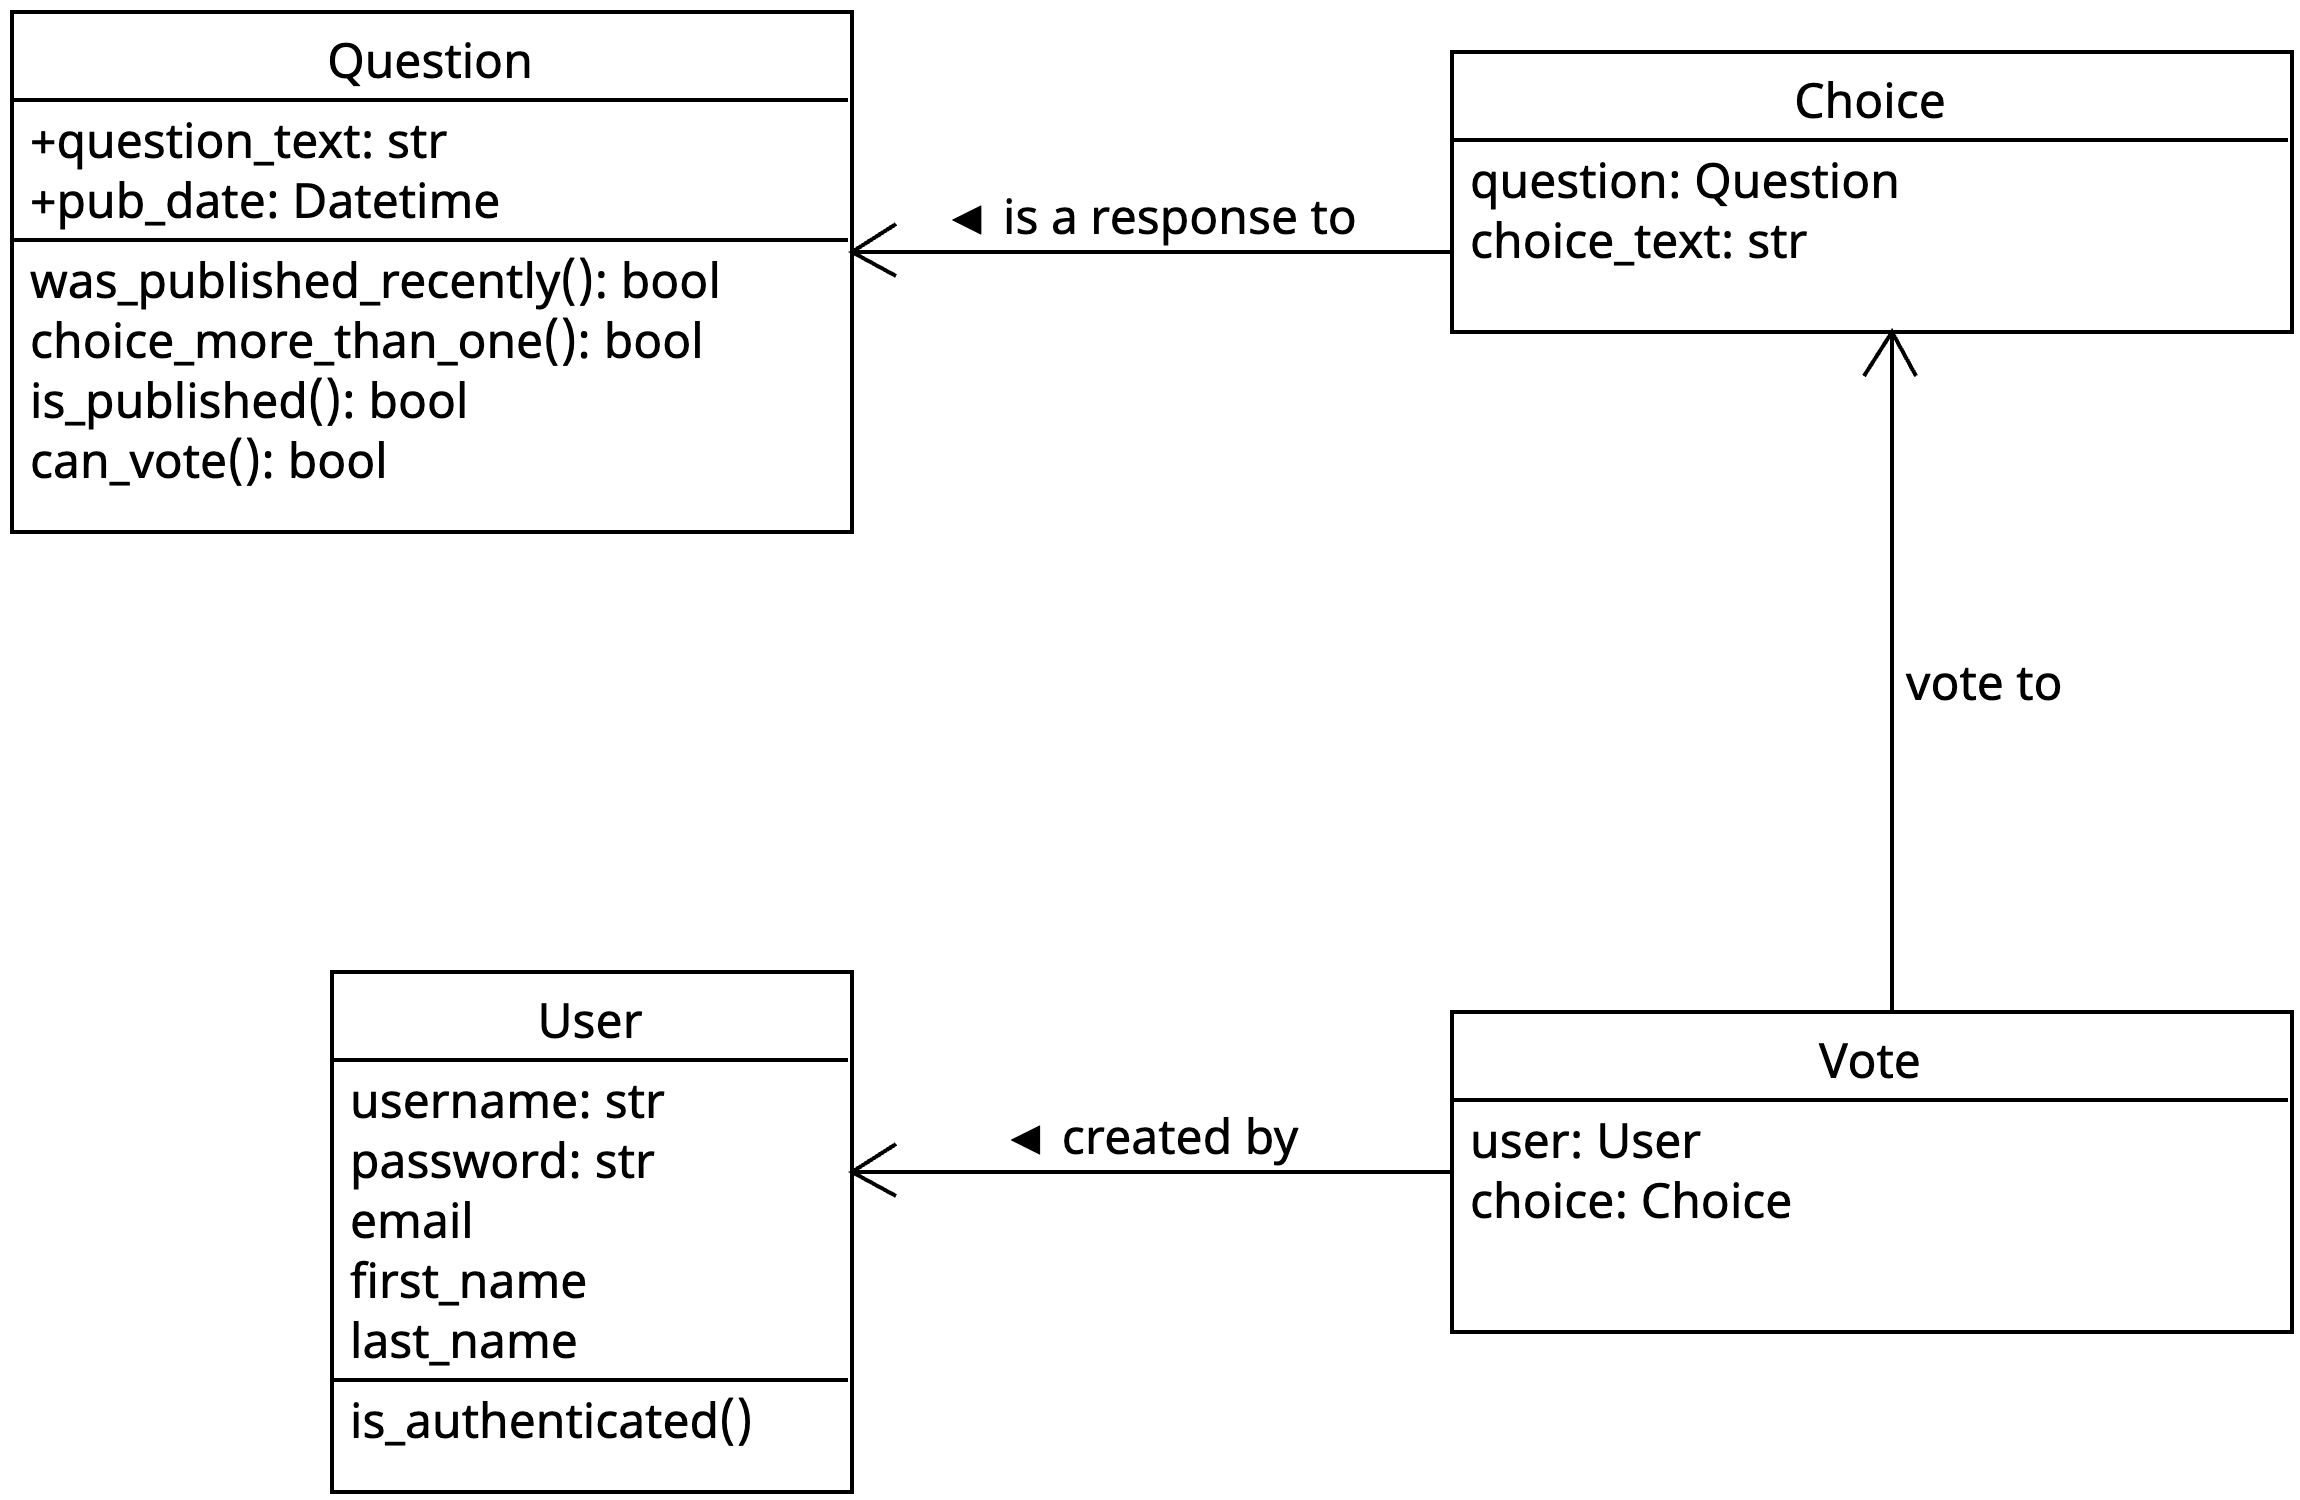 Question
+question_text: str
+pub_date: Datetime
was_published_recently(): bool
choice_more_than_one(): bool
is_published(): bool
can_vote(): bool
◄ is a response to
Choice
question: Question
choice_text: str
vote to
User
username: str
password: str
email
first_name
last_name
is_authenticated()
◄ created by
Vote
user: User
choice: Choice